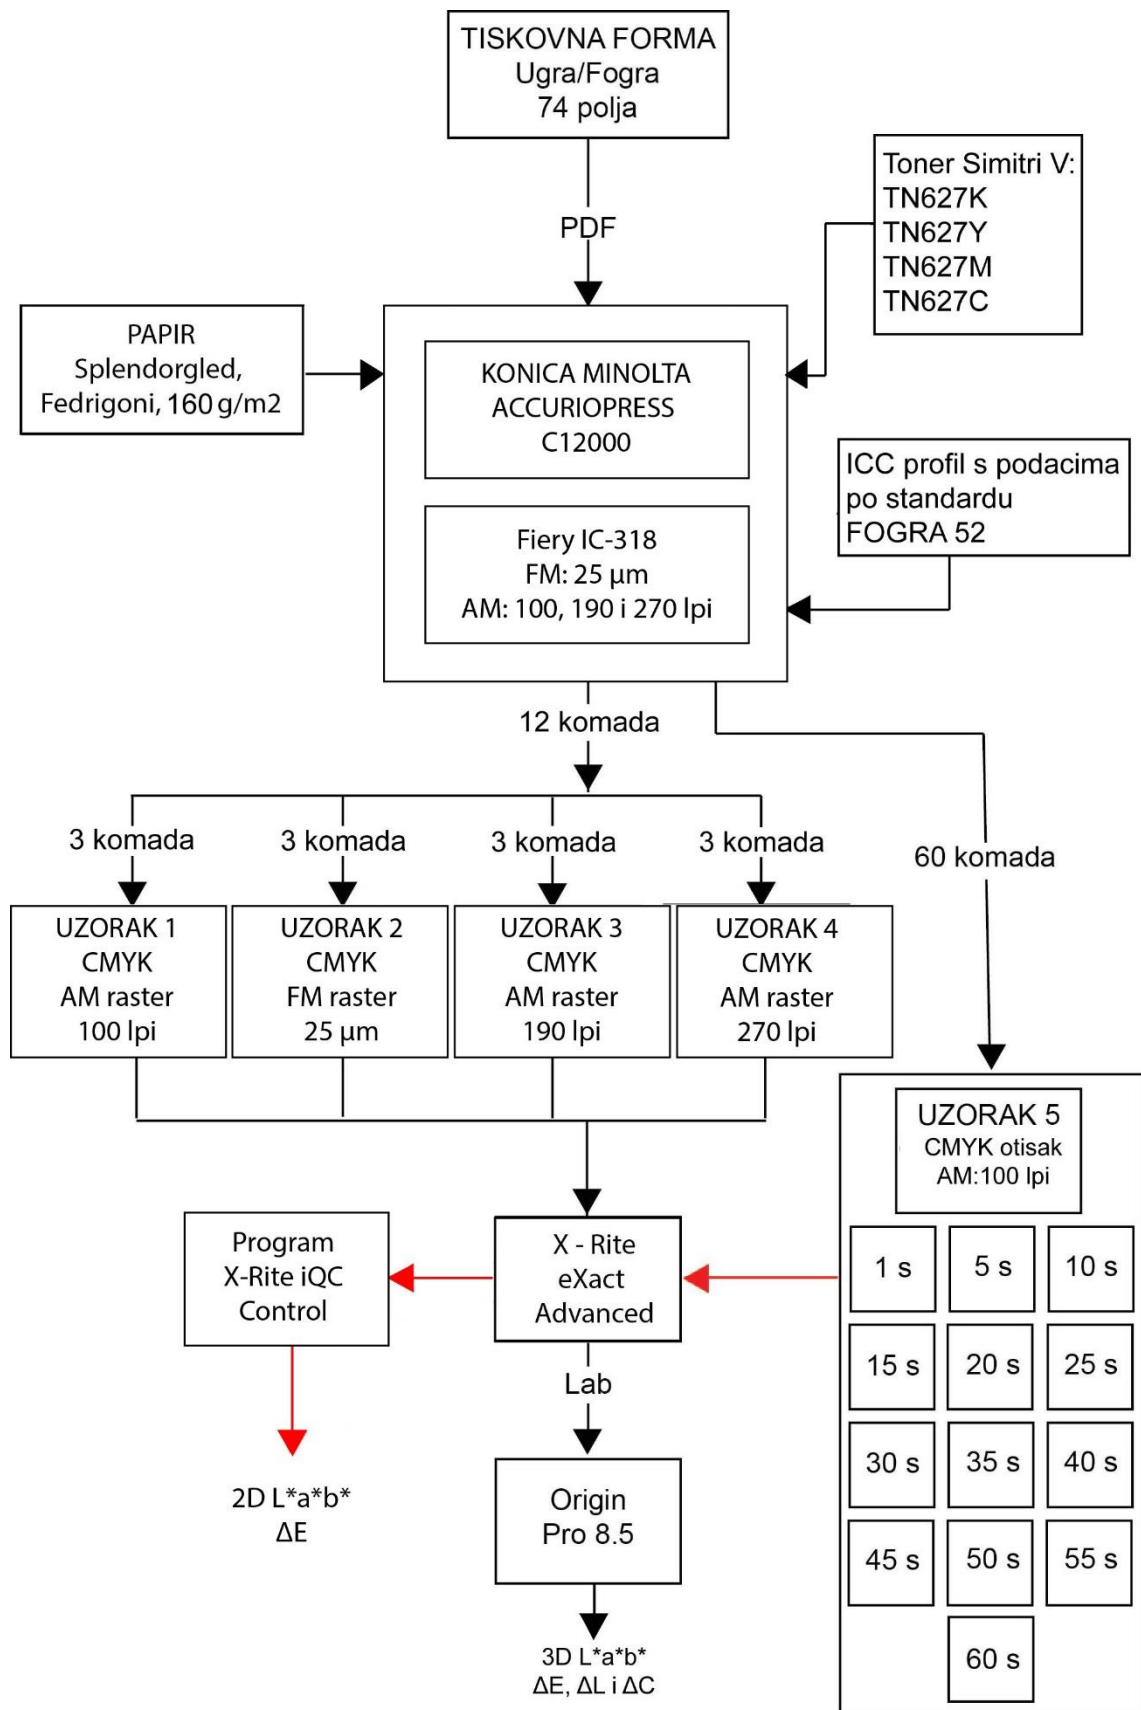 TISKOVNA FORMA
Ugra/Fogra
74 polja
Toner Simitri V:
TN627K
TN627Y
TN627M
TN627C
PDF
PAPIR
Splendorgled,
Fedrigoni, 160 g/m2
KONICA MINOLTA
ACCURIOPRESS
C12000
ICC profil s podacima
po standardu
FOGRA 52
Fiery IC-318
FM: 25 µm
AM: 100, 190 i 270 lpi
12 komada
3 komada
3 komada
3 komada
3 komada
60 komada
UZORAK 1
CMYK
AM raster
100 lpi
UZORAK 2
CMYK
FM raster
25 µm
UZORAK 3
CMYK
AM raster
190 lpi
UZORAK 4
CMYK
AM raster
270 lpi
UZORAK 5
CMYK otisak
AM:100 lpi
Program
X-Rite iQC
Control
X - Rite
eXact
Advanced
1 s
5 s
10 s
15 s
20 s
25 s
30 s
35 s
40 s
45 s
50 s
55 s
60 s
Lab
2D L*a*b*
ΔE
Origin
Pro 8.5
3D L*a*b*
ΔE, ΔL i ΔC